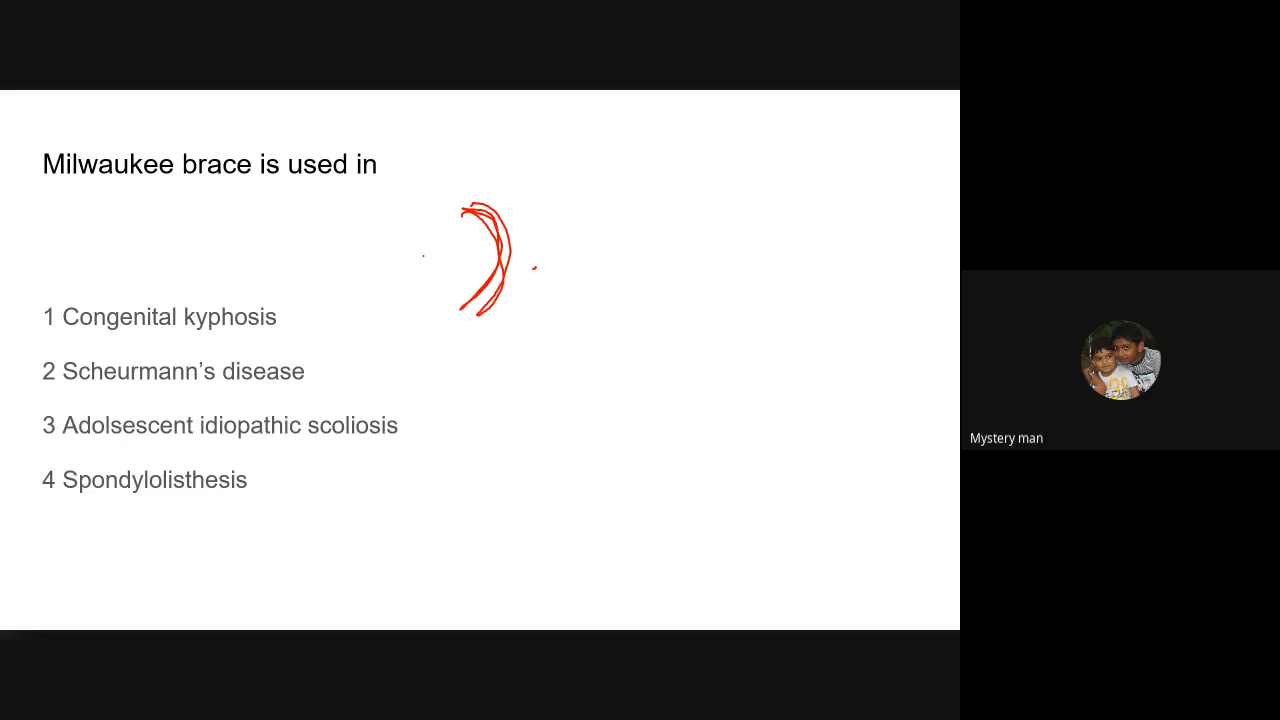 Milwaukee brace is used in
1 Congenital kyphosis
2 Scheurmann’s disease
3 Adolsescent idiopathic scoliosis
4 Spondylolisthesis
Mystery man